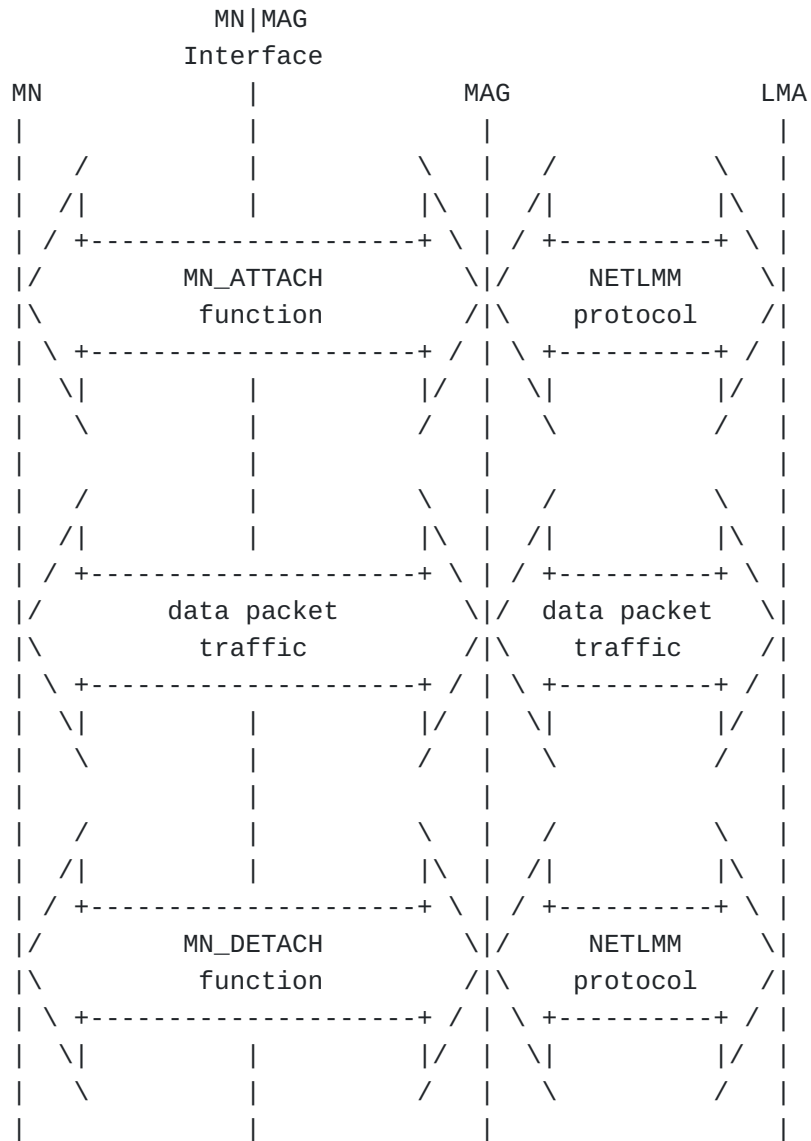 MN|MAG
Interface
MN MAG LMA
MN_ATTACH NETLMM
function protocol
data packet data packet
traffic traffic
MN_DETACH NETLMM
function protocol